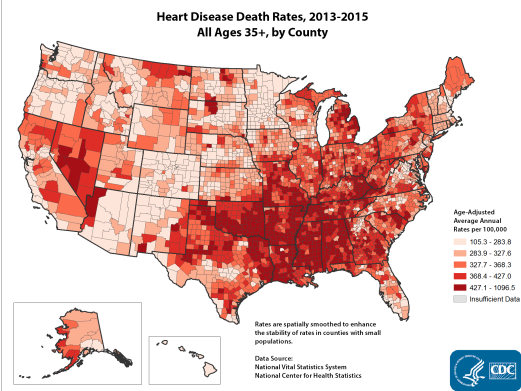 Heart Disease Death Rates, 2013-2015
All Ages 35+, by County
Age-Adjusted
Average Annual
Rates per 100,000
105.3 - 283.8
283.9 - 327.6
327.7 - 368.3
368.4 - 427.0
427.1 - 1096.5
Insufficient Data
Rates are spatially smoothed to enhance
the stability of rates in counties with small
populations.
Data Source:
National Vital Statistics System
National Center for Health Statistics
CDC